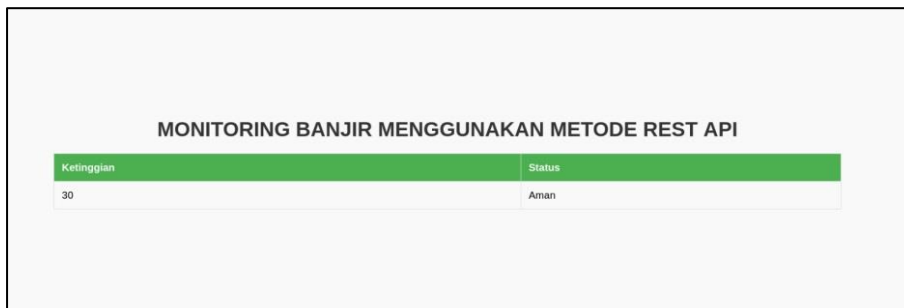 MONITORING BANJIR MENGGUNAKAN METODE REST API
Ketinggian Status
30 Aman